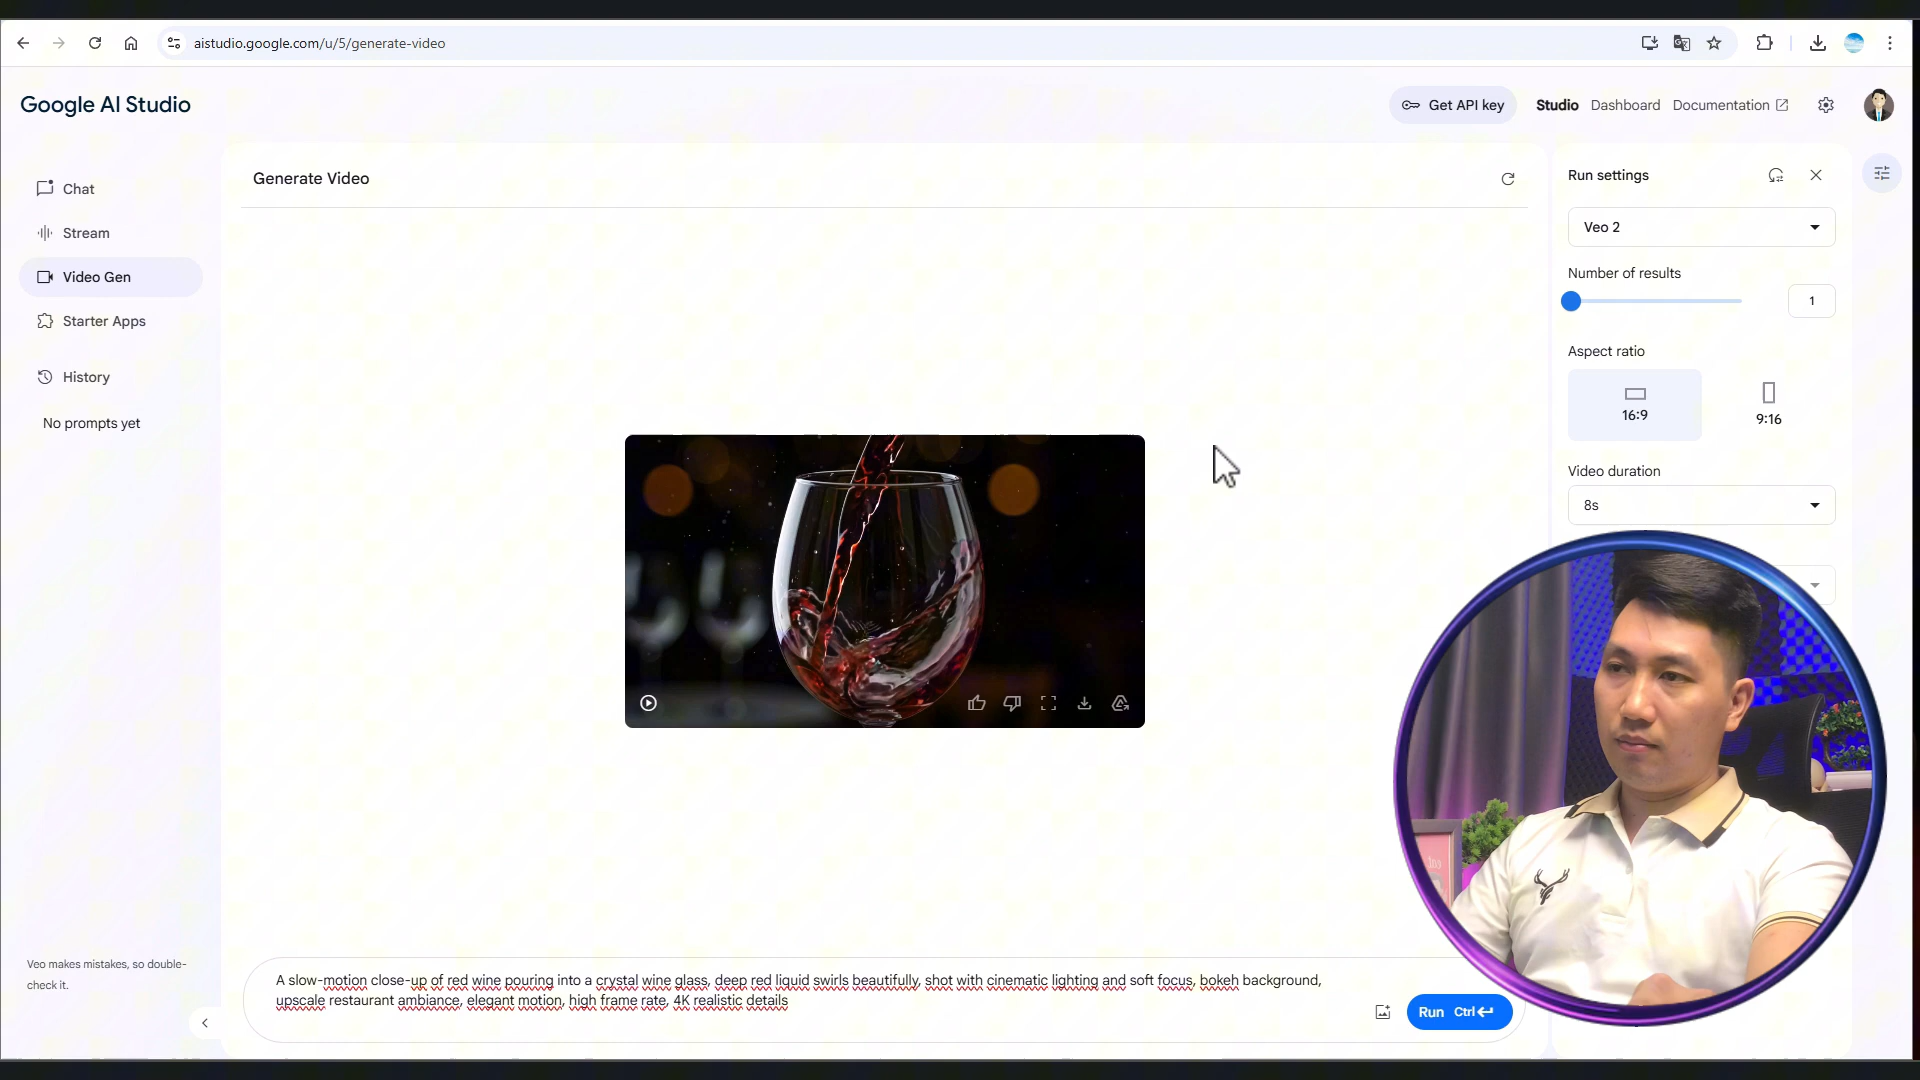 aistudio.google.com/u/5/generate-video
Google AI Studio
Get API key
Studio
Dashboard
Documentation
Chat
Stream
Video Gen
Starter Apps
History
No prompts yet
Generate Video
Run settings
Veo 2
Number of results
1
Aspect ratio
16:9
9:16
Video duration
8s
Veo makes mistakes, so double-
check it.
A slow-motion close-up of red wine pouring into a crystal wine glass, deep red liquid swirls beautifully, shot with cinematic lighting and soft focus, bokeh background,
upscale restaurant ambiance, elegant motion, high frame rate, 4K realistic details
Run Ctrl